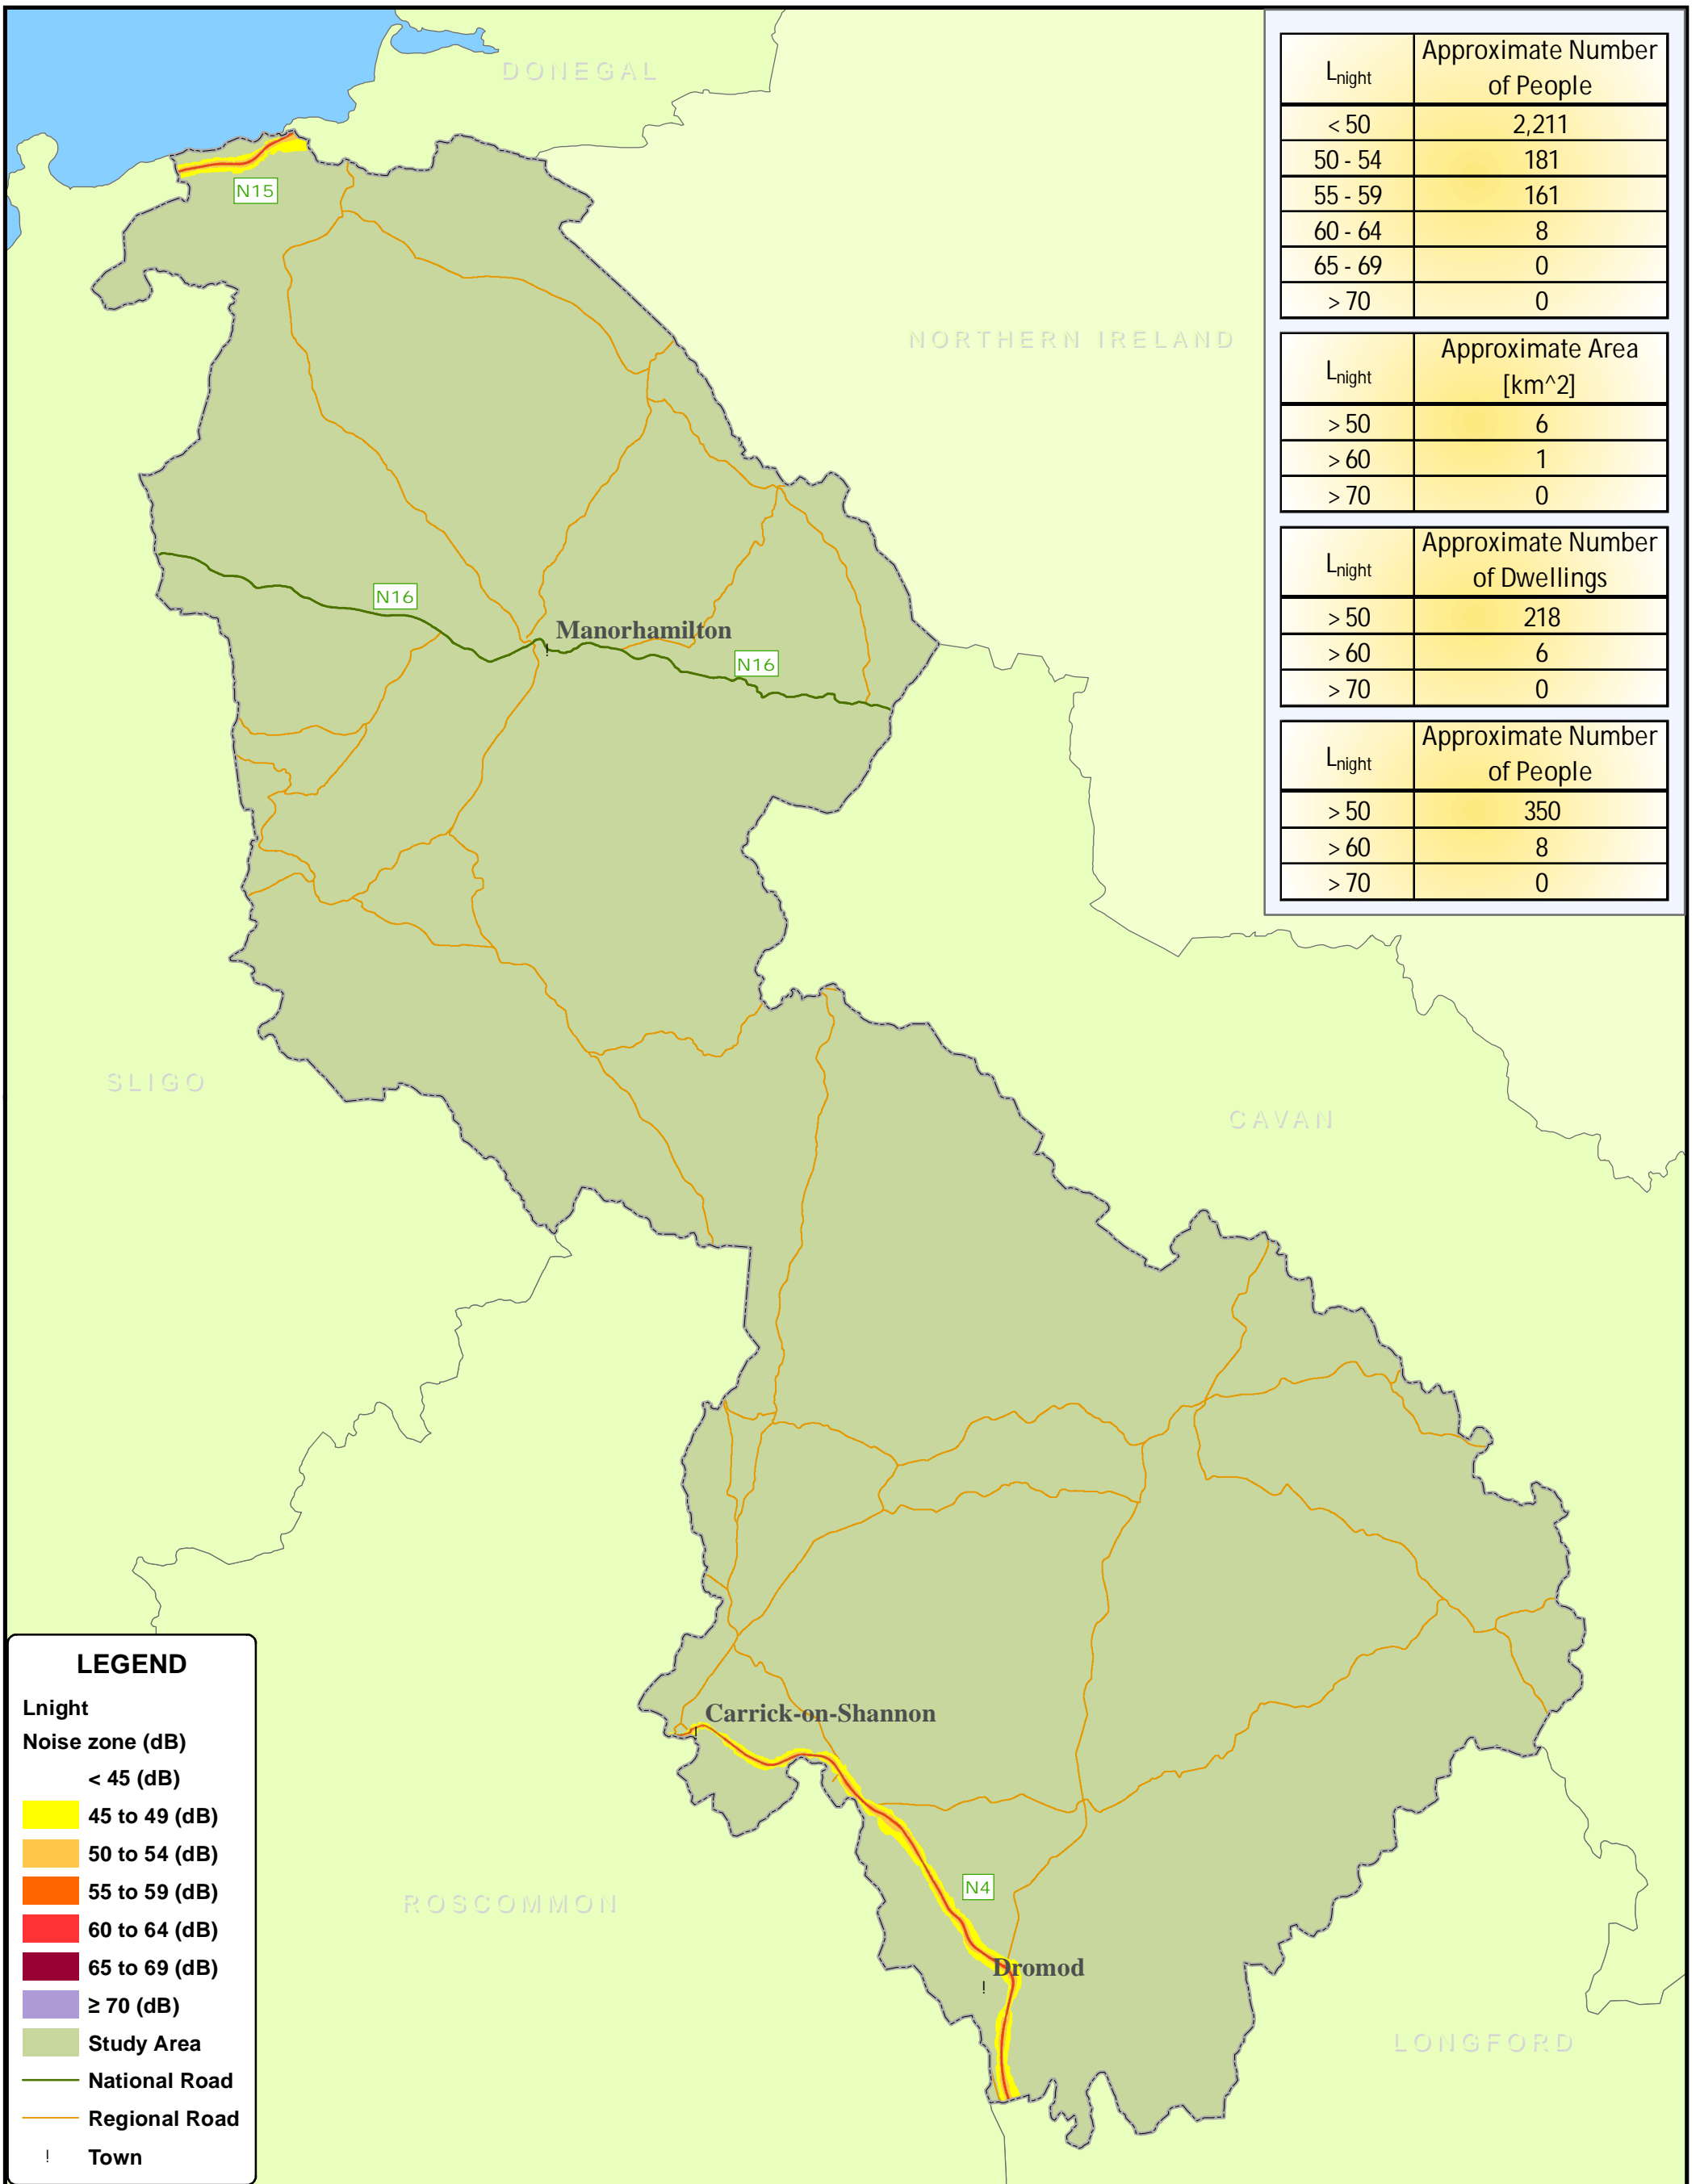 DONEGAL
N15
NORTHERN IRELAND
N16
Manorhamilton
N16
SLIGO
CAVAN
Carrick-on-Shannon
ROSCOMMON
N4
Dromod
LONGFORD
Lnight Approximate Number
of People
< 50 2,211
50 - 54 181
55 - 59 161
60 - 64 8
65 - 69 0
> 70 0
Lnight Approximate Area
[km^2]
> 50 6
> 60 1
> 70 0
Lnight Approximate Number
of Dwellings
> 50 218
> 60 6
> 70 0
Lnight Approximate Number
of People
> 50 350
> 60 8
> 70 0
LEGEND
Lnight
Noise zone (dB)
< 45 (dB)
45 to 49 (dB)
50 to 54 (dB)
55 to 59 (dB)
60 to 64 (dB)
65 to 69 (dB)
≥ 70 (dB)
Study Area
National Road
Regional Road
! Town